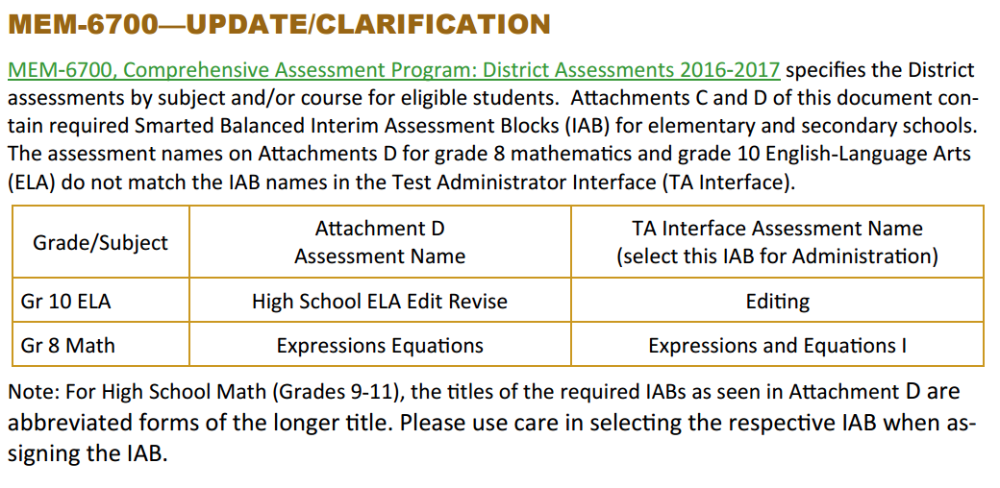 MEM-6700—UPDATE/CLARIFICATION
MEM-6700, Comprehensive Assessment Program: District Assessments 2016-2017 specifies the District
assessments by subject and/or course for eligible students.  Attachments C and D of this document con-
tain required Smarted Balanced Interim Assessment Blocks (IAB) for elementary and secondary schools.
The assessment names on Attachments D for grade 8 mathematics and grade 10 English-Language Arts
(ELA) do not match the IAB names in the Test Administrator Interface (TA Interface).
Grade/Subject
Attachment D
Assessment Name
TA Interface Assessment Name
(select this IAB for Administration)
Gr 10 ELA
High School ELA Edit Revise
Editing
Gr 8 Math
Expressions Equations
Expressions and Equations I
Note: For High School Math (Grades 9-11), the titles of the required IABs as seen in Attachment D are
abbreviated forms of the longer title. Please use care in selecting the respective IAB when as-
signing the IAB.